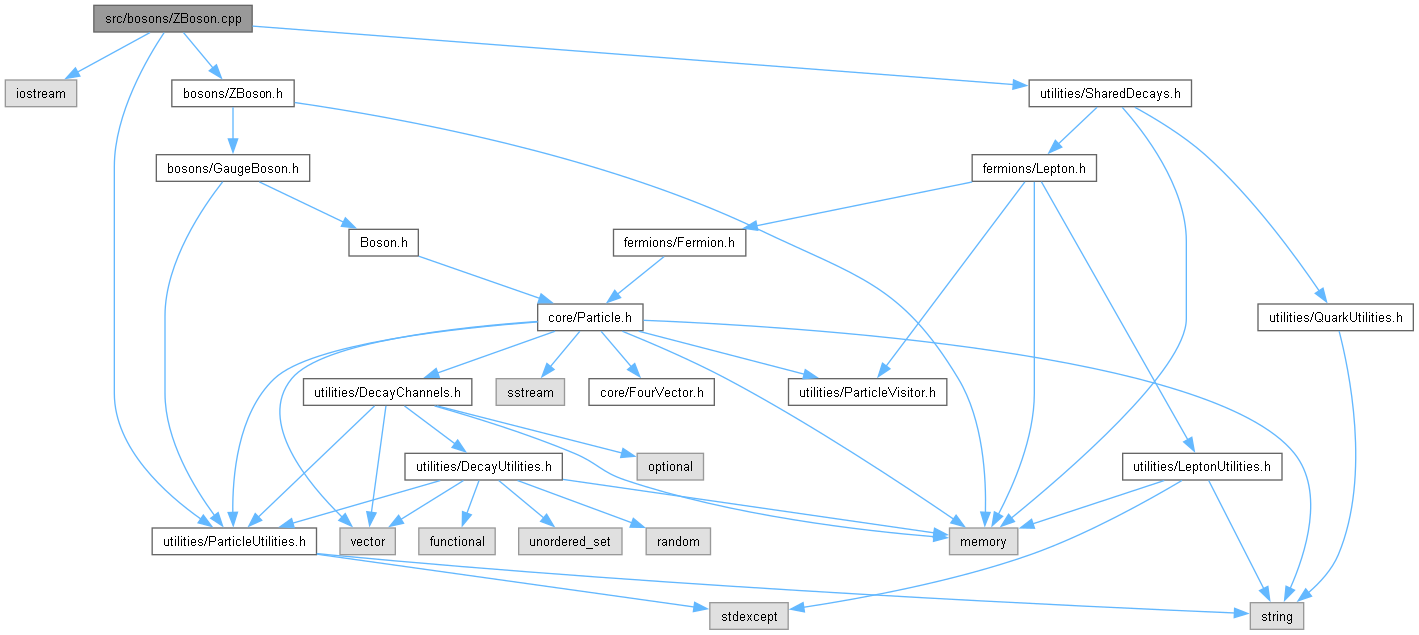 src/bosons/ZBoson.cpp
iostream
bosons/ZBoson.h
utilities/SharedDecays.h
bosons/GaugeBoson.h
fermions/Lepton.h
Boson.h
fermions/Fermion.h
core/Particle.h
utilities/QuarkUtilities.h
utilities/DecayChannels.h
sstream
core/FourVector.h
utilities/ParticleVisitor.h
utilities/DecayUtilities.h
optional
utilities/LeptonUtilities.h
utilities/ParticleUtilities.h
vector
functional
unordered_set
random
memory
stdexcept
string